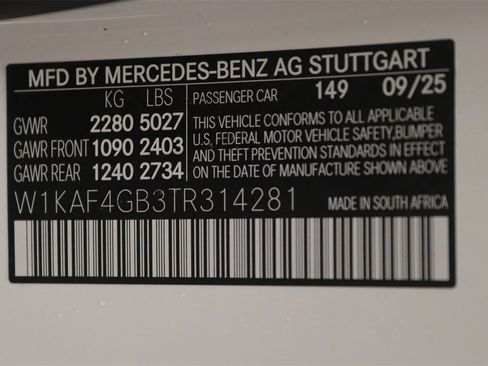 MFD BY MERCEDES-BENZ AG STUTTGART
KG LBS PASSENGER CAR 149 09/25
GVWR 2280 5027
GAWR FRONT 1090 2403
GAWR REAR 1240 2734
THIS VEHICLE CONFORMS TO ALL APPLICABLE
U.S. FEDERAL MOTOR VEHICLE SAFETY,BUMPER
AND THEFT PREVENTION STANDARDS IN EFFECT
ON THE DATE OF MANUFACTURE SHOWN ABOVE
W1KAF4GB3TR314281 MADE IN SOUTH AFRICA